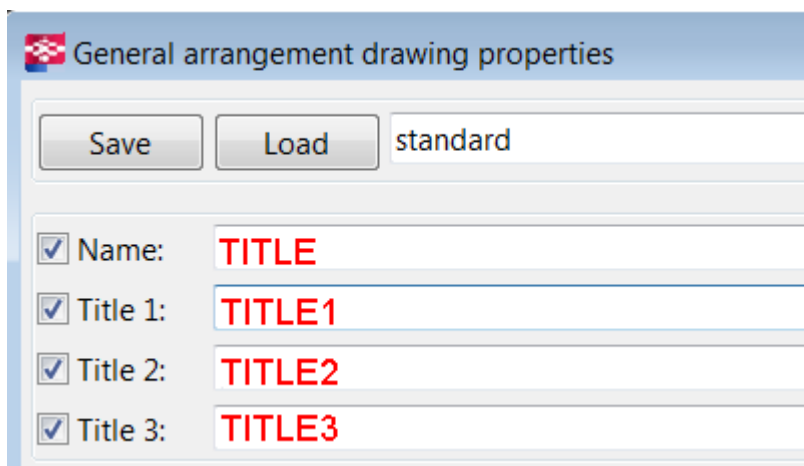 General arrangement drawing properties
Save Load standard
Name: TITLE
Title 1: TITLE1
Title 2: TITLE2
Title 3: TITLE3